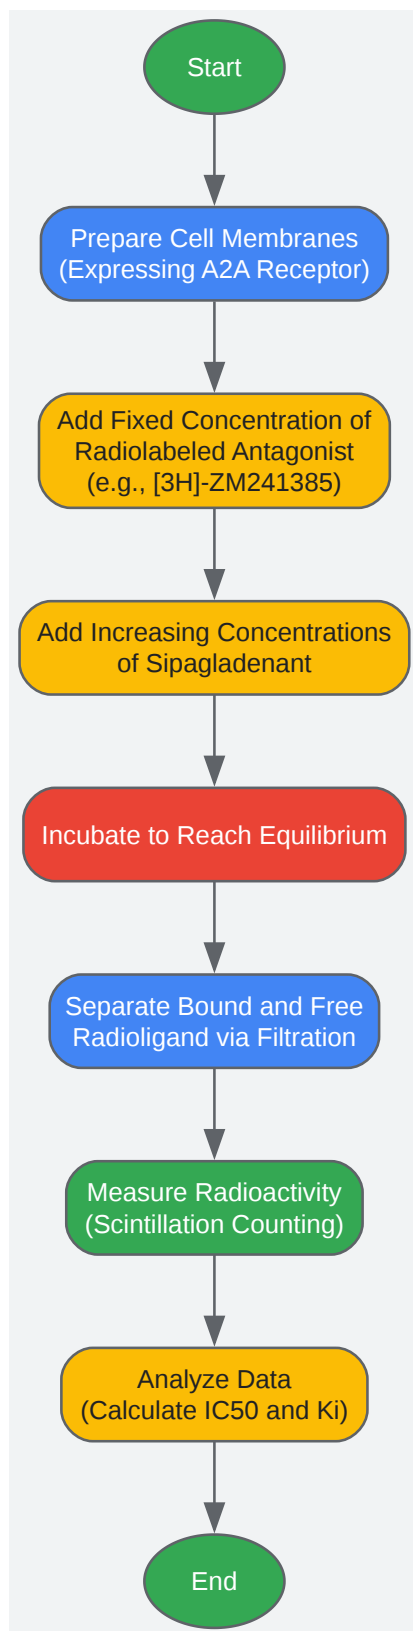 Start
Prepare Cell Membranes
(Expressing A2A Receptor)
Add Fixed Concentration of
Radiolabeled Antagonist
(e.g., [3H]-ZM241385)
Add Increasing Concentrations
of Sipagladenant
Incubate to Reach Equilibrium
Separate Bound and Free
Radioligand via Filtration
Measure Radioactivity
(Scintillation Counting)
Analyze Data
(Calculate IC50 and Ki)
End